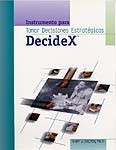 Instrumento para
Tomar Decisiones Estratégicas
DecideX